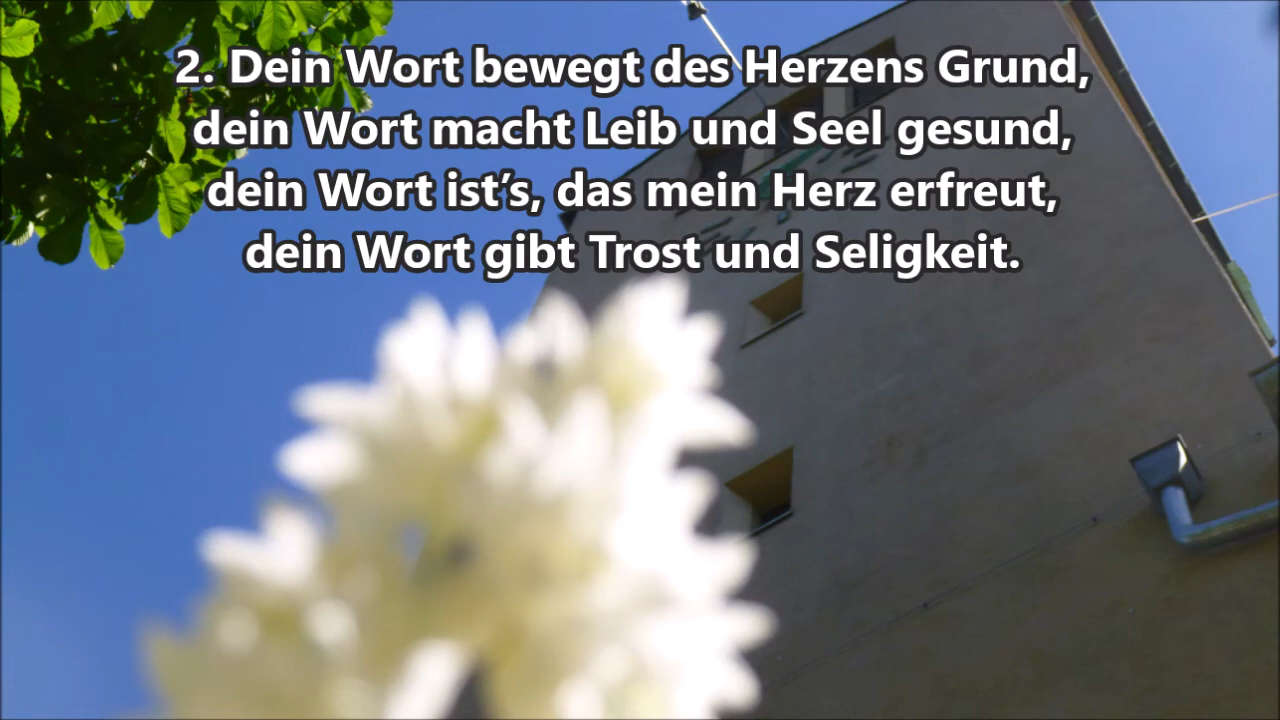 2. Dein Wort bewegt des Herzens Grund,
dein Wort macht Leib und Seel gesund,
dein Wort ist’s, das mein Herz erfreut,
dein Wort gibt Trost und Seligkeit.